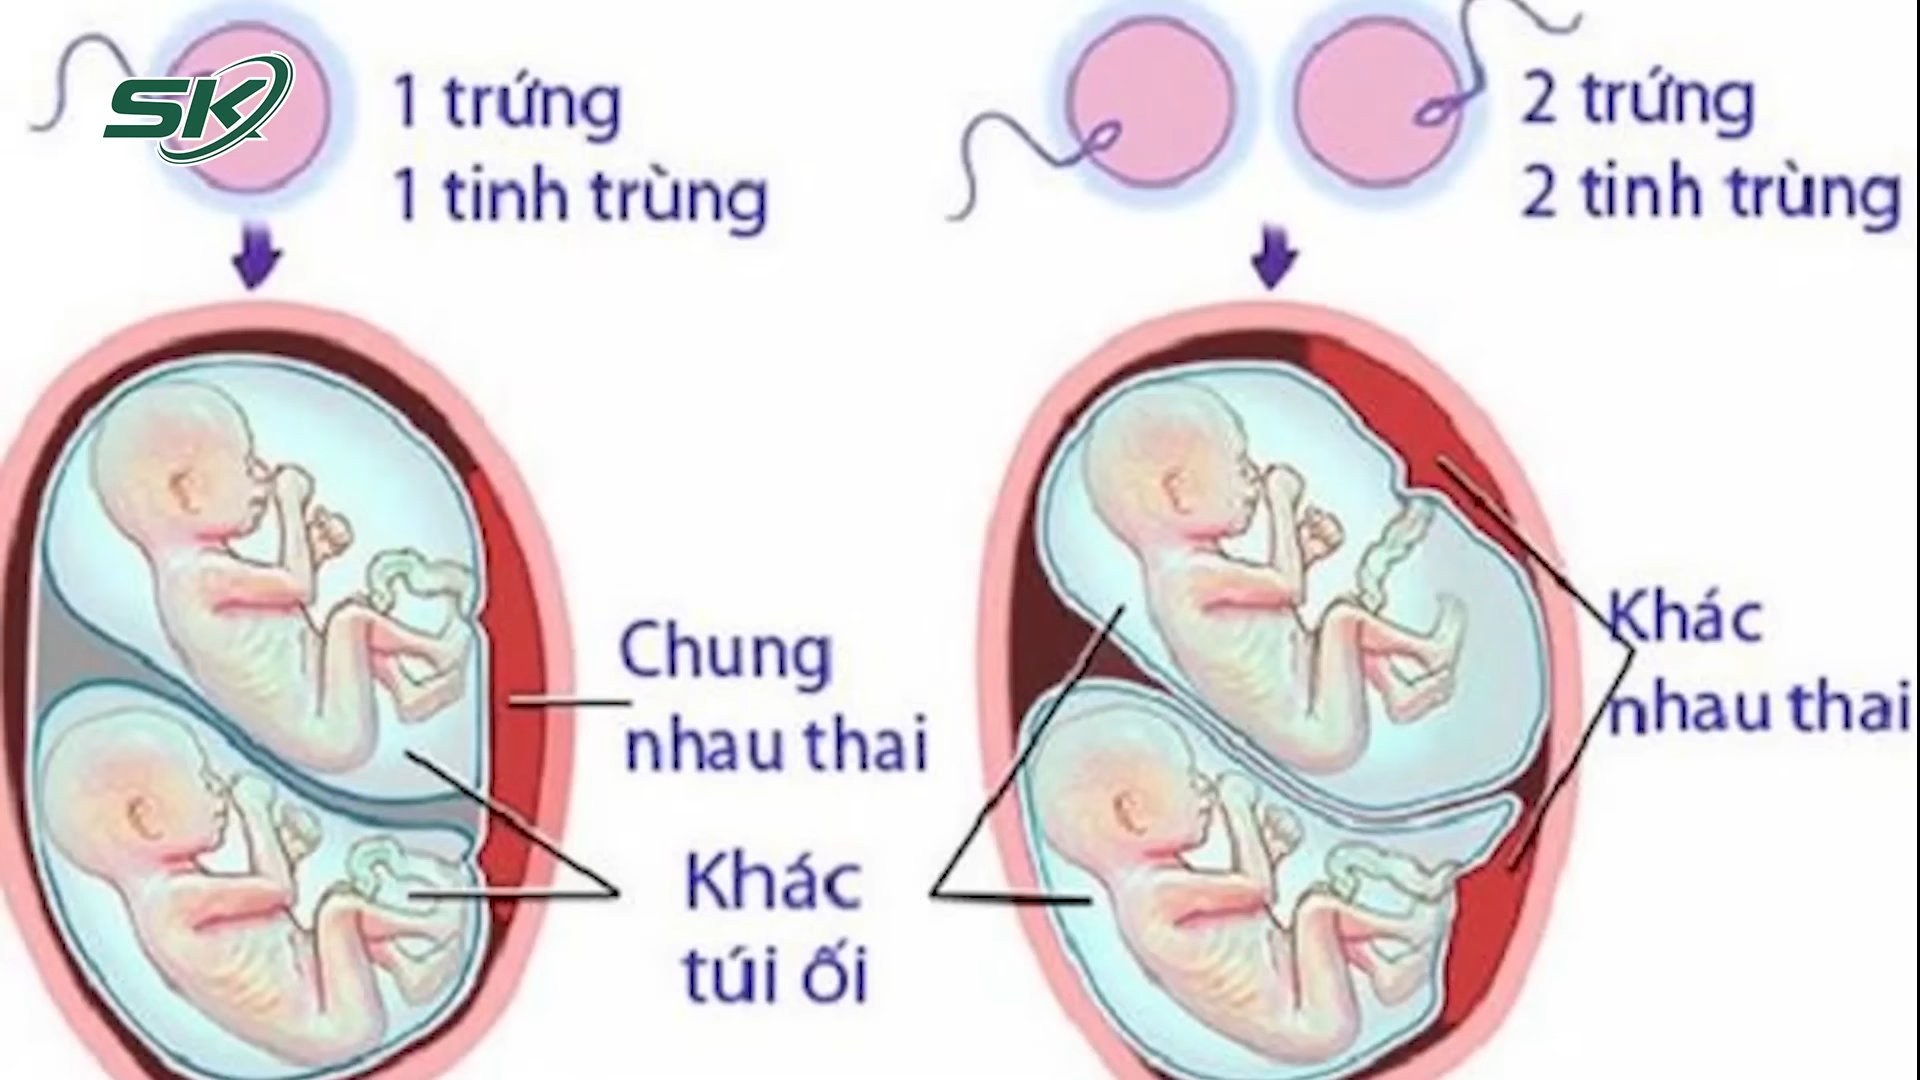 SK
1 trứng
1 tinh trùng
2 trứng
2 tinh trùng
Chung
nhau thai
Khác
túi ối
Khác
nhau thai